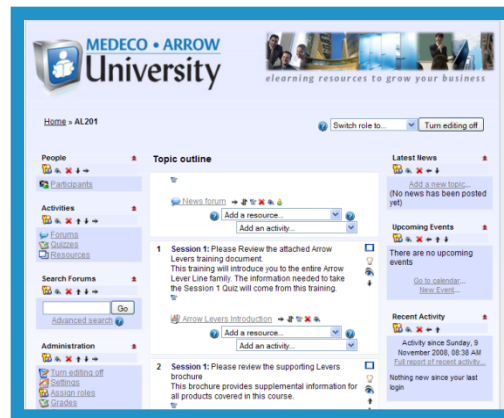 MEDECO • ARROW
University
elearning resources to grow your business
Home » AL201
Switch role to...
Turn editing off
People
Participants
Activities
Forums
Quizzes
Resources
Search Forums
Go
Advanced search
Administration
Turn editing off
Settings
Assign roles
Grades
Topic outline
News forum
Add a resource...
Add an activity...
1 Session 1: Please Review the attached Arrow
Levers training document.
This training will introduce you to the entire Arrow
Lever Line family. The information needed to take
the Session 1 Quiz will come from this training.
Arrow Levers Introduction
Add a resource...
Add an activity...
2 Session 1: Please review the supporting Levers
brochure
This brochure provides supplemental information for
all products covered in this course.
Latest News
Add a new topic...
(No news has been posted
yet)
Upcoming Events
There are no upcoming
events
Go to calendar...
New Event...
Recent Activity
Activity since Sunday, 9
November 2008, 08:38 AM
Full report of recent activity...
Nothing new since your last
login